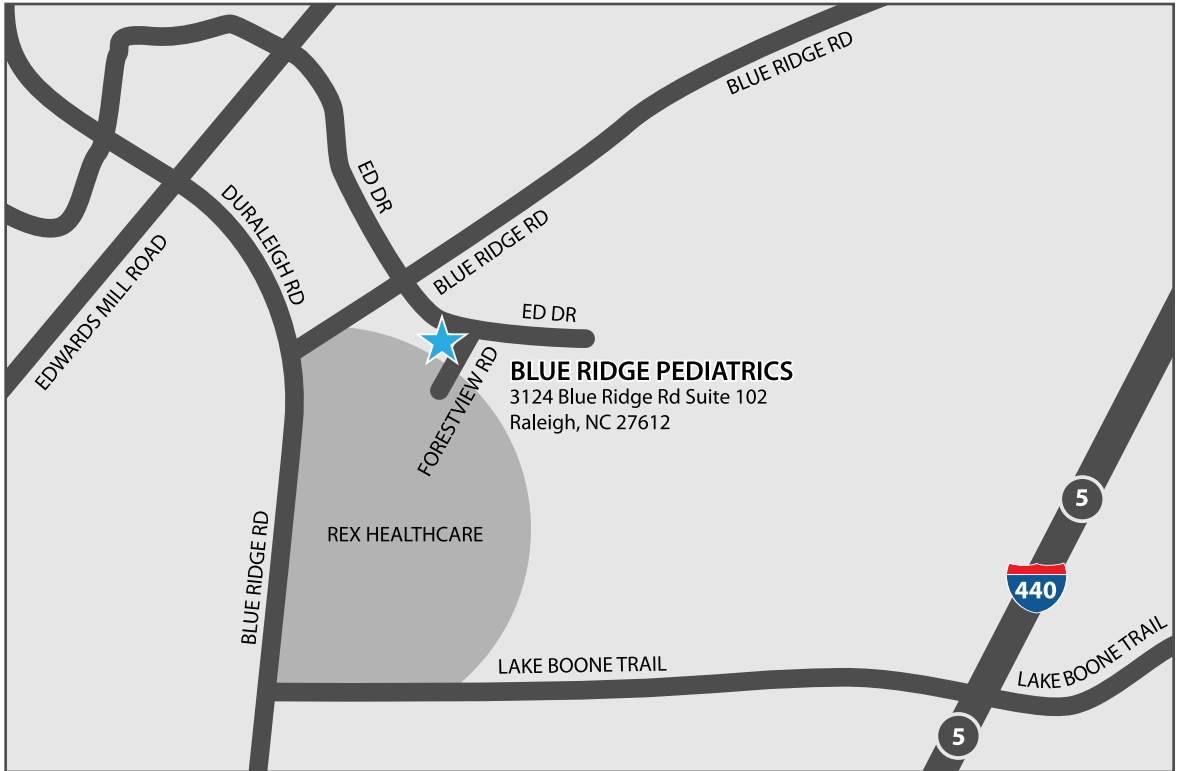 BLUE RIDGE RD
ED DR
DURALEIGH RD
BLUE RIDGE RD
EDWARDS MILL ROAD
ED DR
FORESTVIEW RD
BLUE RIDGE PEDIATRICS
3124 Blue Ridge Rd Suite 102
Raleigh, NC 27612
5
REX HEALTHCARE
BLUE RIDGE RD
440
LAKE BOONE TRAIL
LAKE BOONE TRAIL
5